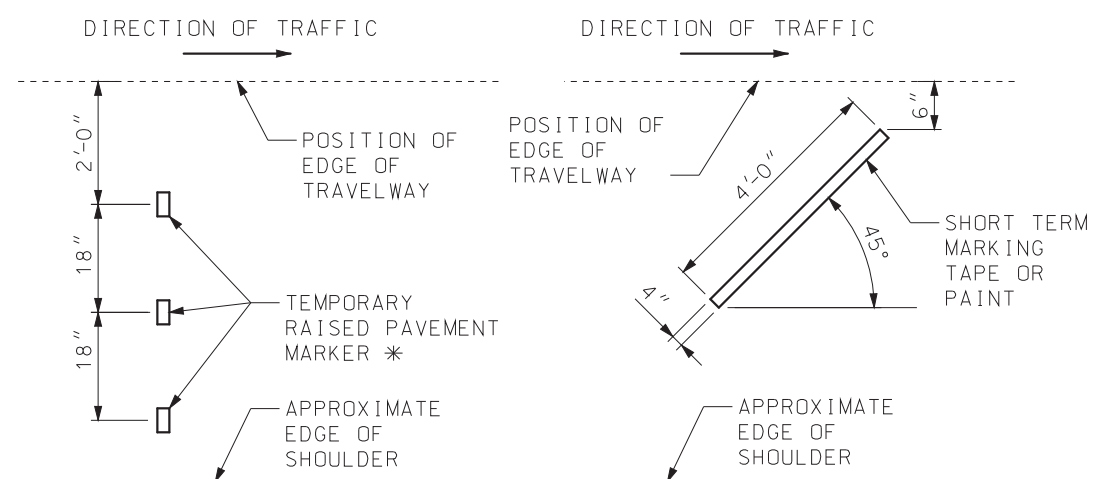 DIRECTION OF TRAFFIC
2'-0"
POSITION OF
EDGE OF
TRAVELWAY
18"
18"
TEMPORARY
RAISED PAVEMENT
MARKER *
APPROXIMATE
EDGE OF
SHOULDER
DIRECTION OF TRAFFIC
POSITION OF
EDGE OF
TRAVELWAY
6"
4'-0"
45°
4"
SHORT TERM
MARKING
TAPE OR
PAINT
APPROXIMATE
EDGE OF
SHOULDER